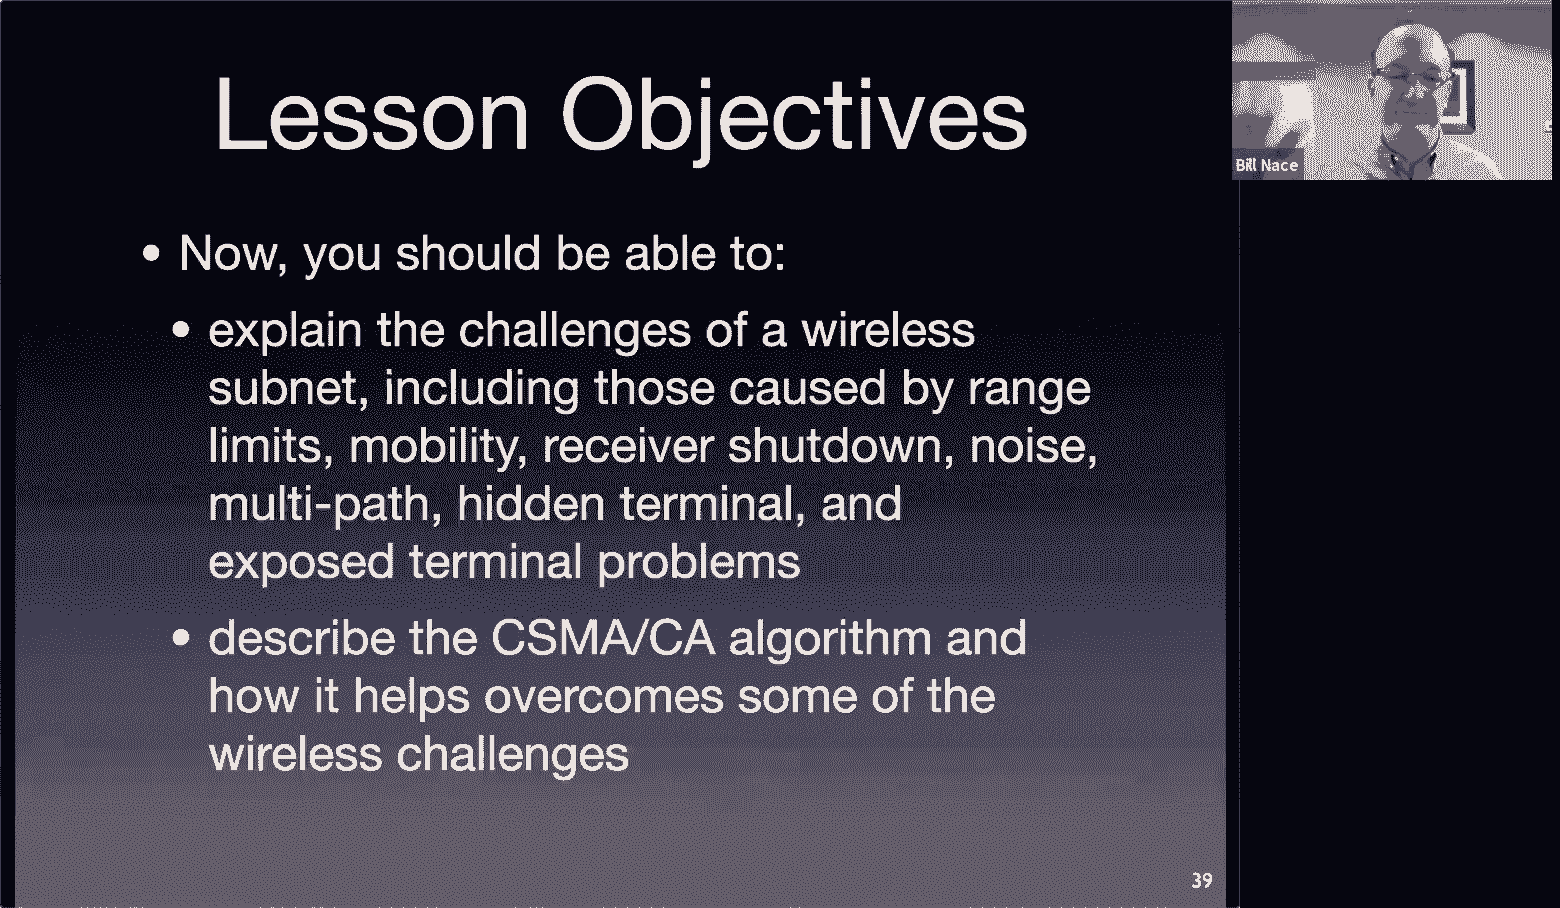 Lesson Objectives
Bill Nace
• Now, you should be able to:
• explain the challenges of a wireless
subnet, including those caused by range
limits, mobility, receiver shutdown, noise,
multi-path, hidden terminal, and
exposed terminal problems
• describe the CSMA/CA algorithm and
how it helps overcomes some of the
wireless challenges
39